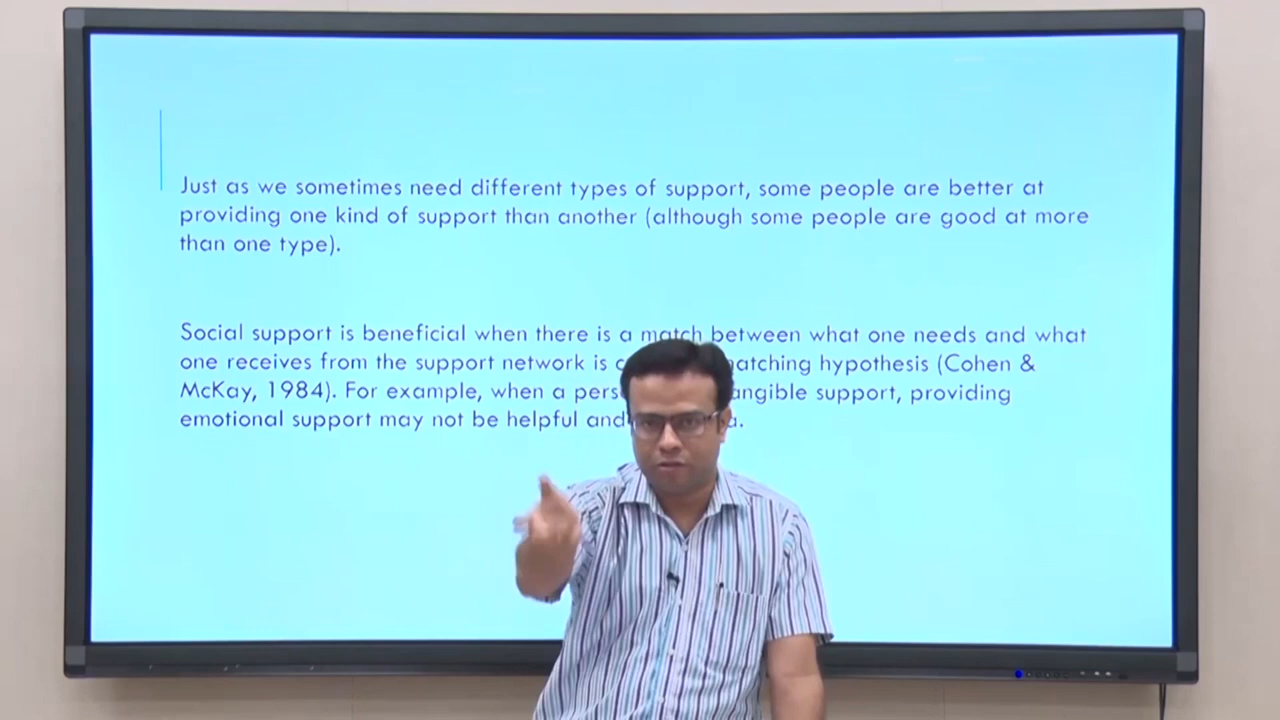 Just as we sometimes need different types of support, some people are better at
providing one kind of support than another (although some people are good at more
than one type).
Social support is beneficial when there is a match between what one needs and what
one receives from the support network is matching hypothesis (Cohen &
McKay, 1984). For example, when a tangible support, providing
emotional support may not be helpful and